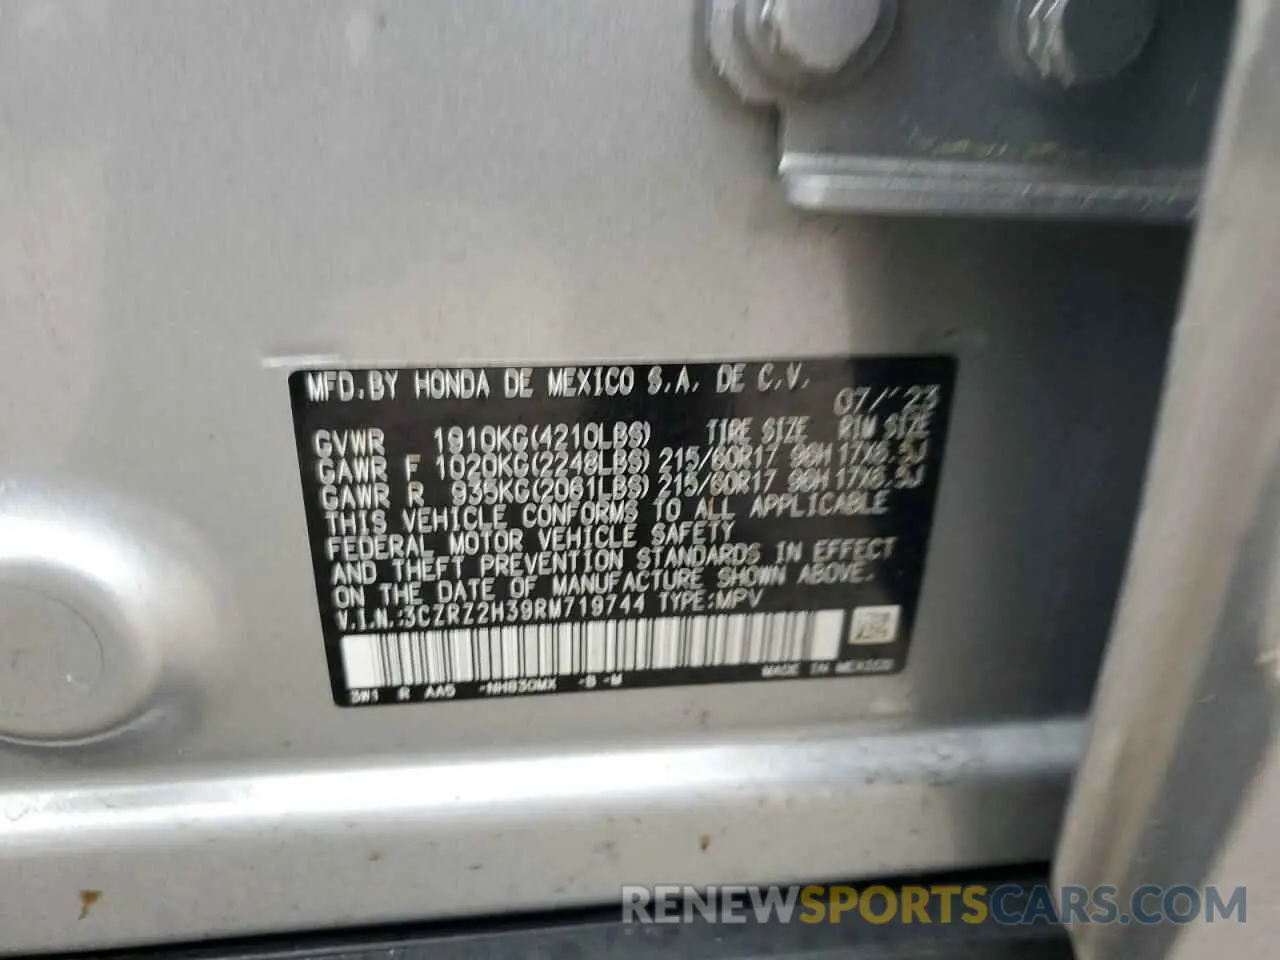 MFD.BY HONDA DE MEXICO S.A. DE C.V.
07/"23
GVWR 1910KG(4210LBS) TIRE SIZE RIM SIZE
GAWR F 1020KG(2248LBS) 215/60R17 96H 17X6.5J
GAWR R 935KG(2061LBS) 215/60R17 96H 17X6.5J
THIS VEHICLE CONFORMS TO ALL APPLICABLE
FEDERAL MOTOR VEHICLE SAFETY
AND THEFT PREVENTION STANDARDS IN EFFECT
ON THE DATE OF MANUFACTURE SHOWN ABOVE.
V.I.N.:3CZRZ2H39RM719744 TYPE:MPV
MADE IN MEXICO
3W1 R AA5 -NH830MX -B -M
RENEWSPORTSCARS.COM